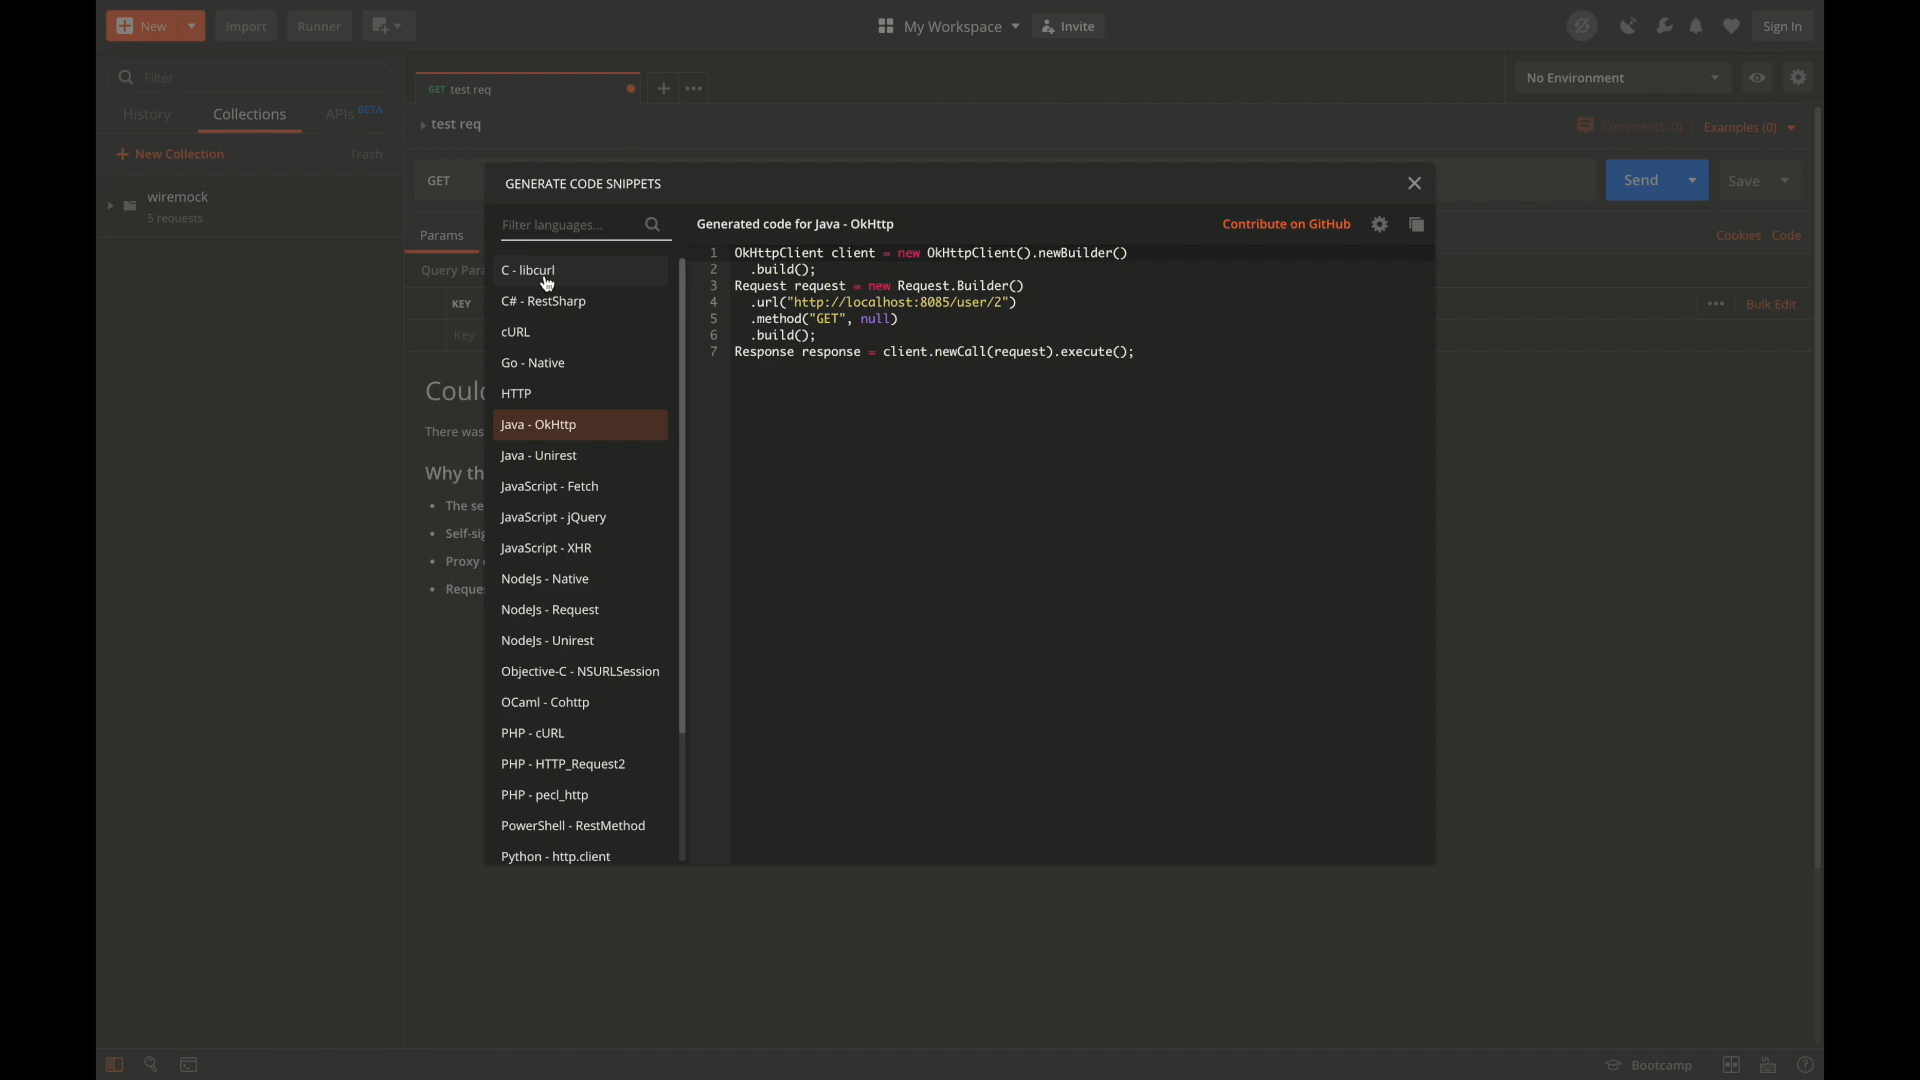 New
Import
Runner
My Workspace
Invite
Sign In
Filter
History
Collections
APIs BETA
New Collection
Trash
wiremock
5 requests
GET test req
No Environment
test req
Comments (0)
Examples (0)
GET
Send
Save
Params
Cookies
Code
Query Para
KEY
Bulk Edit
Key
Could
There was
Why th
The se
Self-sig
Proxy
Reques
GENERATE CODE SNIPPETS
Filter languages...
Generated code for Java - OkHttp
Contribute on GitHub
C - libcurl
C# - RestSharp
cURL
Go - Native
HTTP
Java - OkHttp
Java - Unirest
JavaScript - Fetch
JavaScript - jQuery
JavaScript - XHR
NodeJs - Native
NodeJs - Request
NodeJs - Unirest
Objective-C - NSURLSession
OCaml - Cohttp
PHP - cURL
PHP - HTTP_Request2
PHP - pecl_http
PowerShell - RestMethod
Python - http.client
1 OkHttpClient client = new OkHttpClient().newBuilder()
2 .build();
3 Request request = new Request.Builder()
4 .url("http://localhost:8085/user/2")
5 .method("GET", null)
6 .build();
7 Response response = client.newCall(request).execute();
Bootcamp